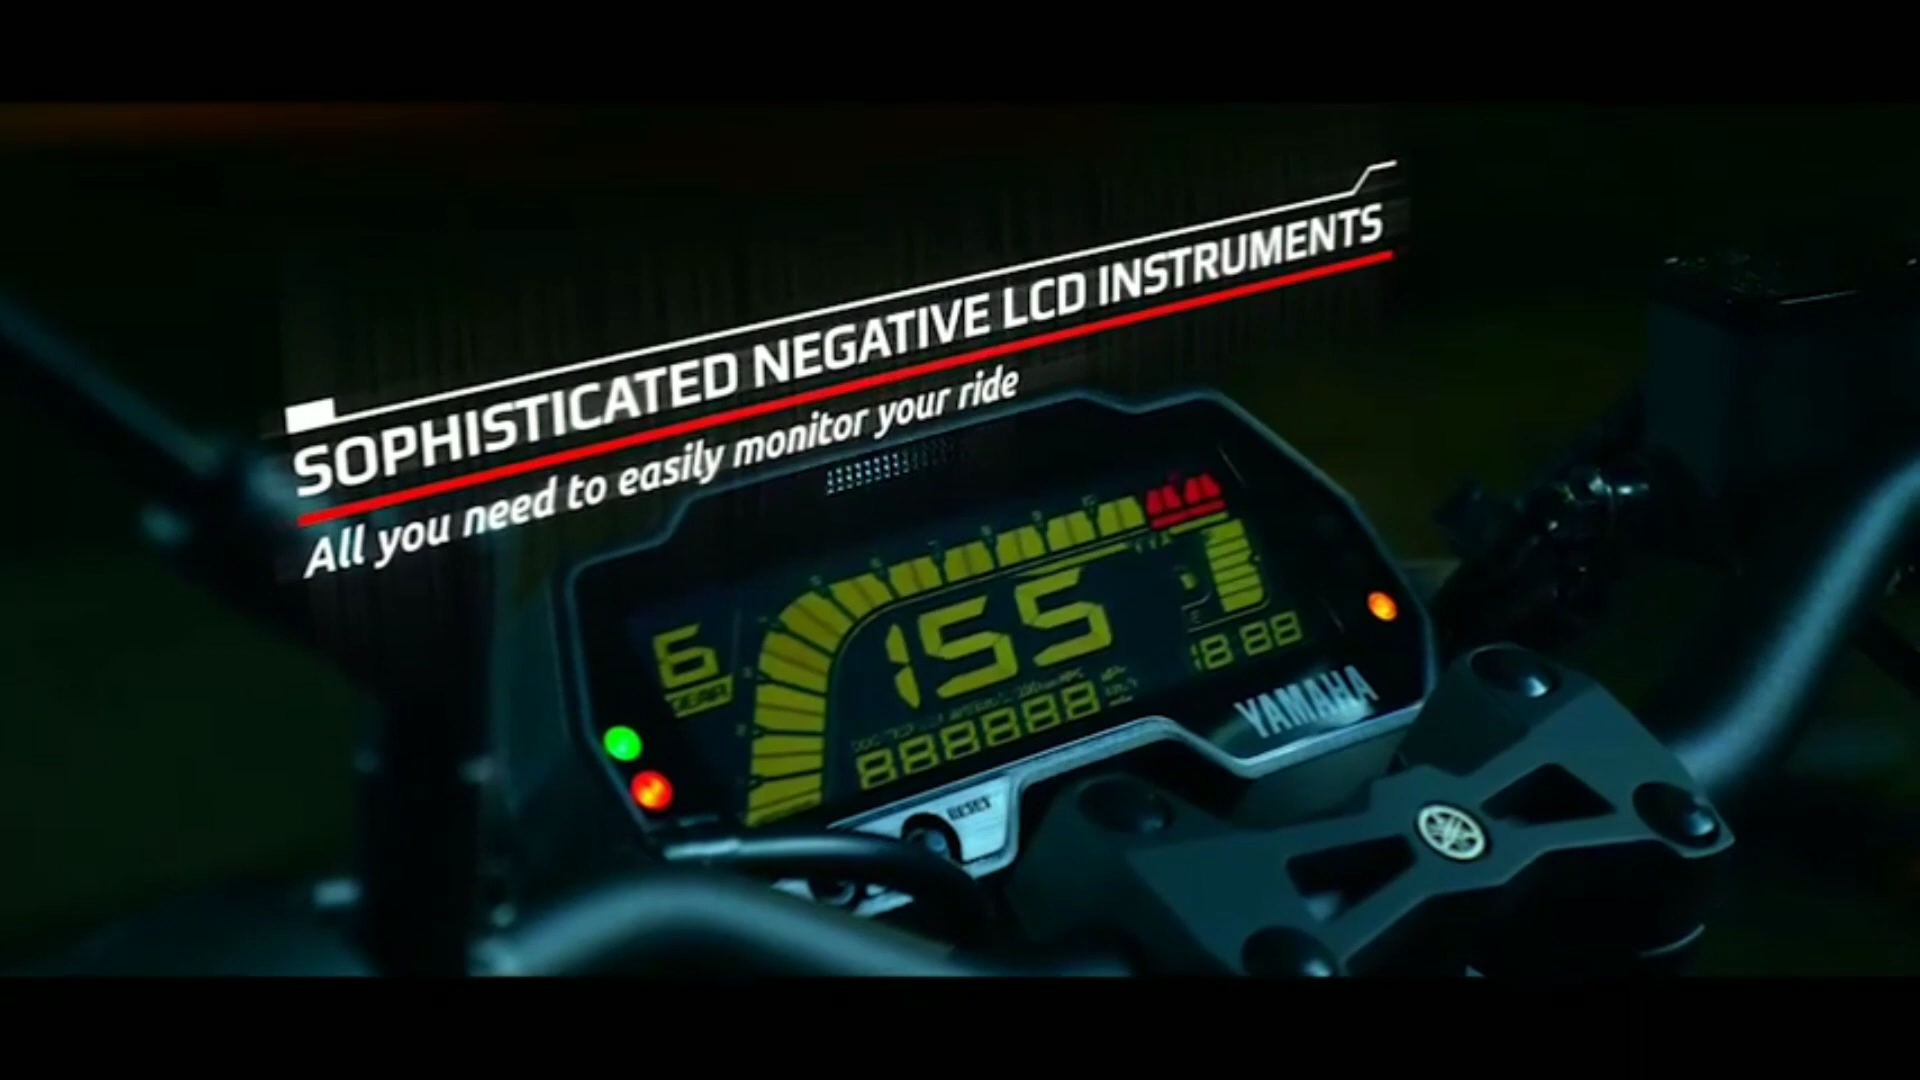 SOPHISTICATED NEGATIVE LCD INSTRUMENTS
All you need to easily monitor your ride
6
GEAR
155
18:88
888888
YAMAHA
RESET